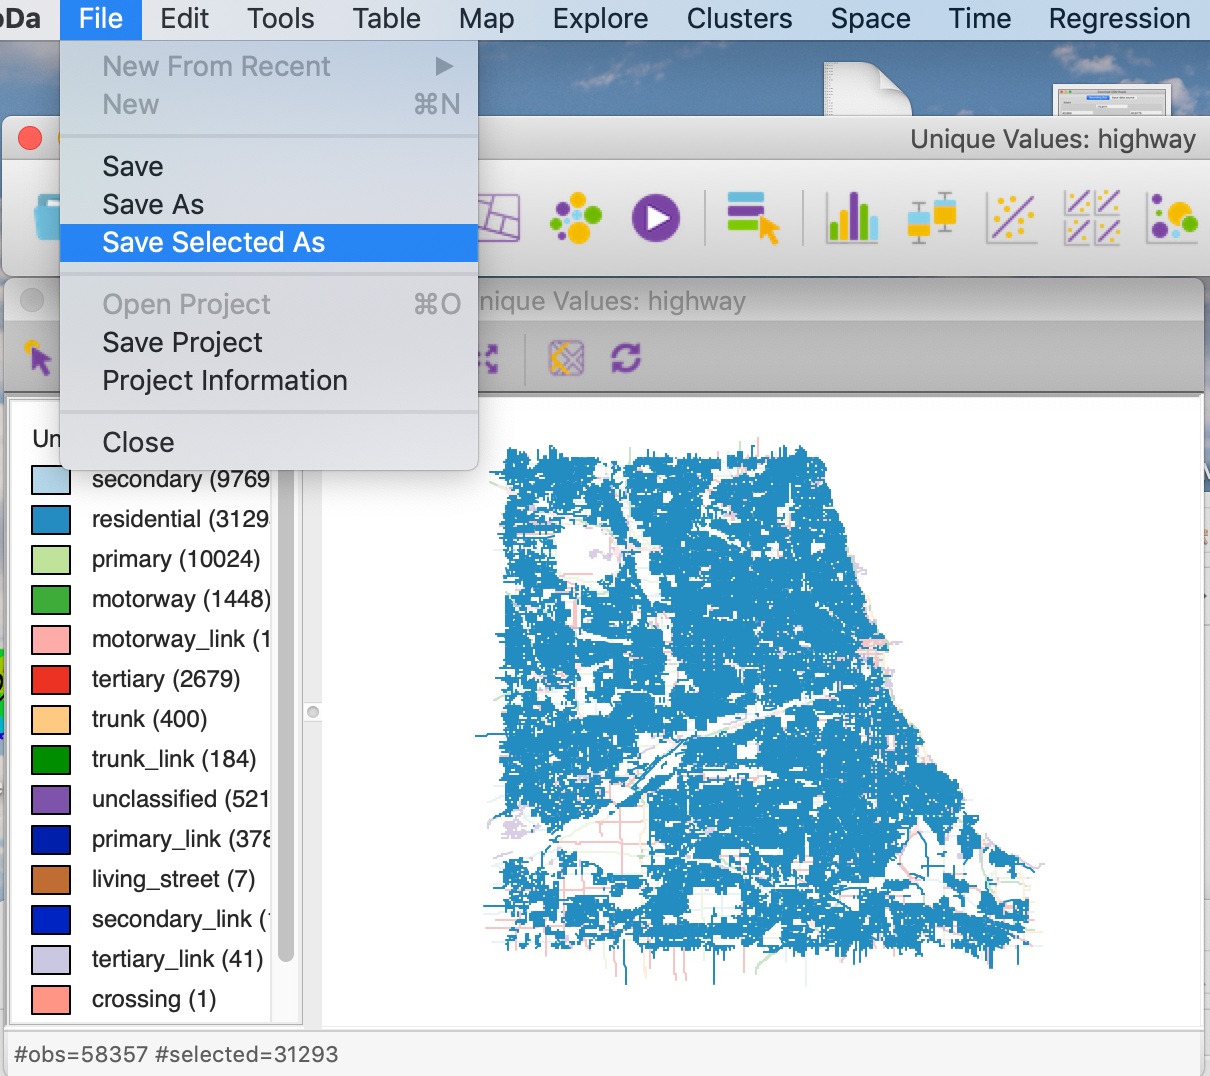 oDa File Edit Tools Table Map Explore Clusters Space Time Regression
New From Recent
New ⌘N
Save
Save As
Save Selected As
Open Project ⌘O
Save Project
Project Information
Close
Unique Values: highway
nique Values: highway
Un
secondary (9769
residential (3129
primary (10024)
motorway (1448)
motorway_link (1
tertiary (2679)
trunk (400)
trunk_link (184)
unclassified (521
primary_link (378
living_street (7)
secondary_link (
tertiary_link (41)
crossing (1)
#obs=58357 #selected=31293